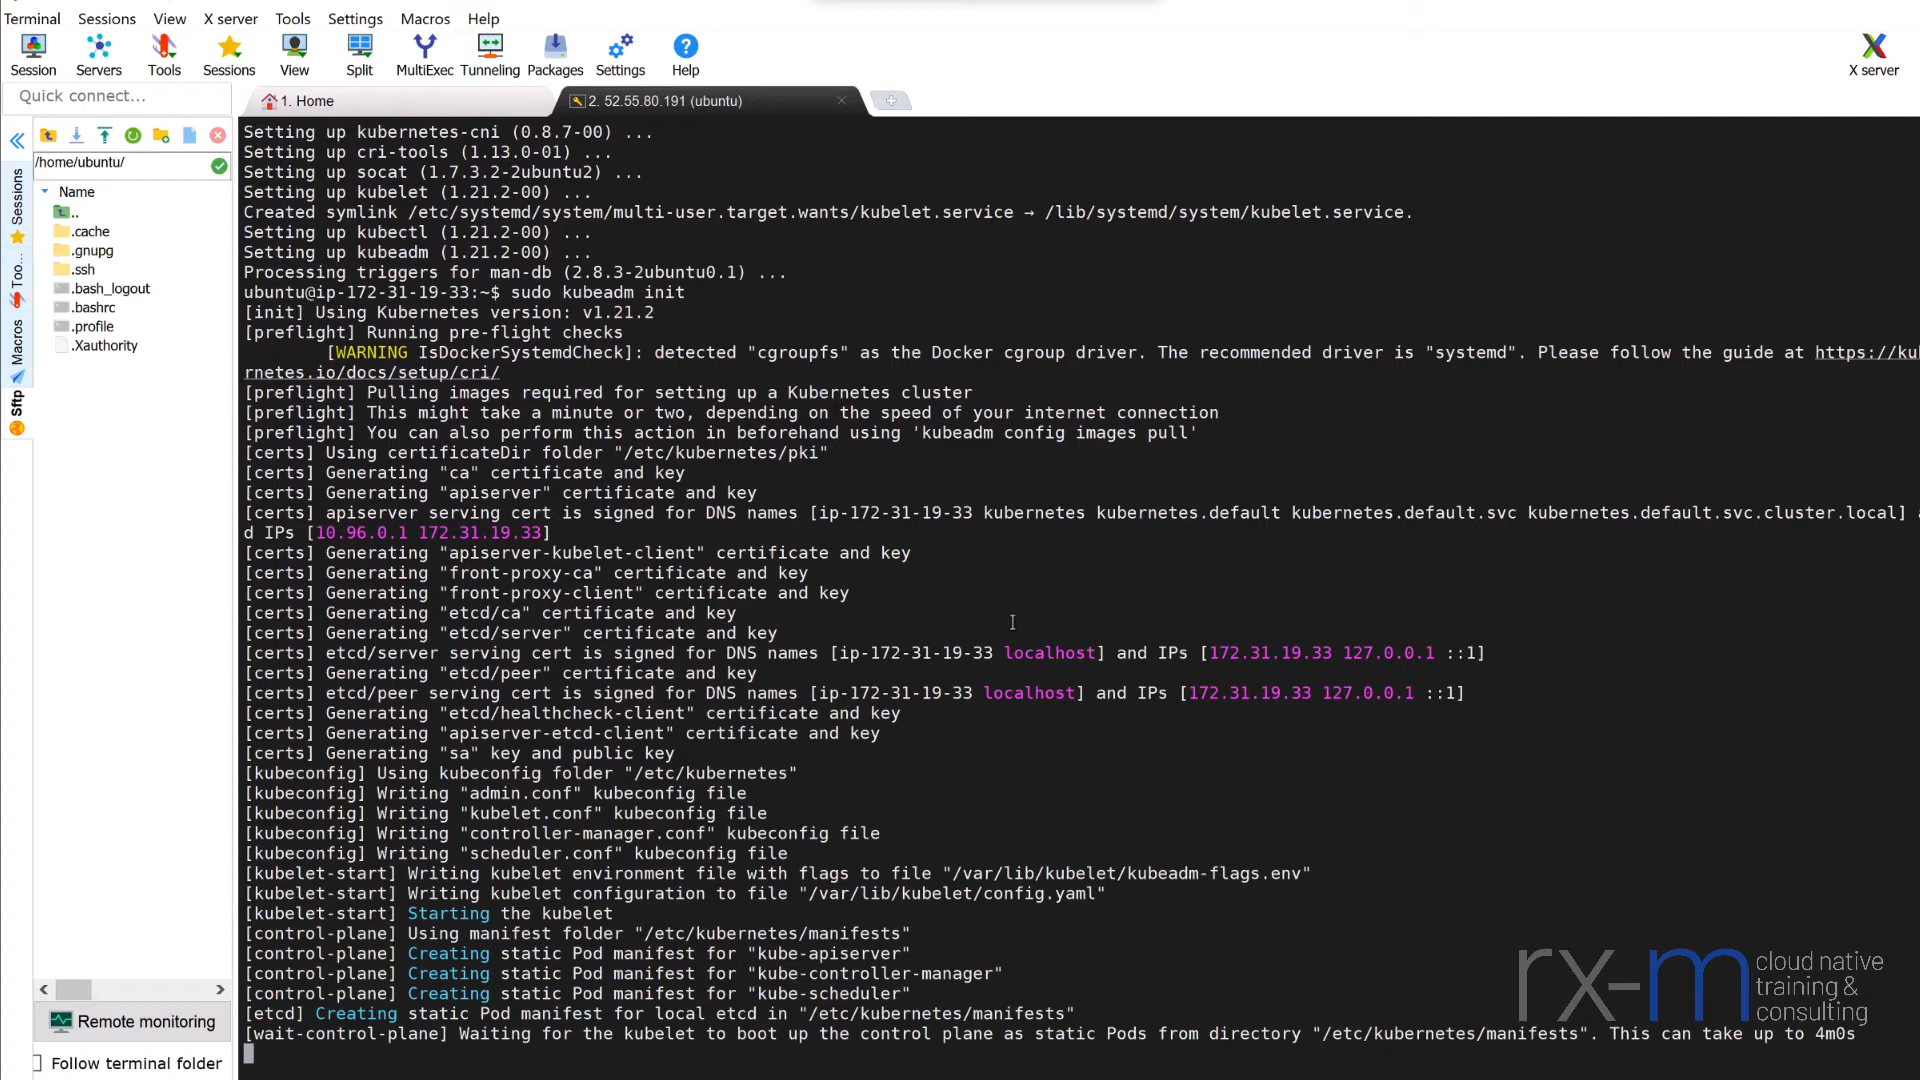 Terminal Sessions View X server Tools Settings Macros Help
Session Servers Tools Sessions View Split MultiExec Tunneling Packages Settings Help X server
Quick connect...
1. Home
2. 52.55.80.191 (ubuntu)
/home/ubuntu/
Name
..
.cache
.gnupg
.ssh
.bash_logout
.bashrc
.profile
.Xauthority
Sessions
Too...
Macros
Sftp
Remote monitoring
Follow terminal folder
Setting up kubernetes-cni (0.8.7-00) ...
Setting up cri-tools (1.13.0-01) ...
Setting up socat (1.7.3.2-2ubuntu2) ...
Setting up kubelet (1.21.2-00) ...
Created symlink /etc/systemd/system/multi-user.target.wants/kubelet.service → /lib/systemd/system/kubelet.service.
Setting up kubectl (1.21.2-00) ...
Setting up kubeadm (1.21.2-00) ...
Processing triggers for man-db (2.8.3-2ubuntu0.1) ...
ubuntu@ip-172-31-19-33:~$ sudo kubeadm init
[init] Using Kubernetes version: v1.21.2
[preflight] Running pre-flight checks
[WARNING IsDockerSystemdCheck]: detected "cgroupfs" as the Docker cgroup driver. The recommended driver is "systemd". Please follow the guide at https://ku
rnetes.io/docs/setup/cri/
[preflight] Pulling images required for setting up a Kubernetes cluster
[preflight] This might take a minute or two, depending on the speed of your internet connection
[preflight] You can also perform this action in beforehand using 'kubeadm config images pull'
[certs] Using certificateDir folder "/etc/kubernetes/pki"
[certs] Generating "ca" certificate and key
[certs] Generating "apiserver" certificate and key
[certs] apiserver serving cert is signed for DNS names [ip-172-31-19-33 kubernetes kubernetes.default kubernetes.default.svc kubernetes.default.svc.cluster.local]
d IPs [10.96.0.1 172.31.19.33]
[certs] Generating "apiserver-kubelet-client" certificate and key
[certs] Generating "front-proxy-ca" certificate and key
[certs] Generating "front-proxy-client" certificate and key
[certs] Generating "etcd/ca" certificate and key
[certs] Generating "etcd/server" certificate and key
[certs] etcd/server serving cert is signed for DNS names [ip-172-31-19-33 localhost] and IPs [172.31.19.33 127.0.0.1 ::1]
[certs] Generating "etcd/peer" certificate and key
[certs] etcd/peer serving cert is signed for DNS names [ip-172-31-19-33 localhost] and IPs [172.31.19.33 127.0.0.1 ::1]
[certs] Generating "etcd/healthcheck-client" certificate and key
[certs] Generating "apiserver-etcd-client" certificate and key
[certs] Generating "sa" key and public key
[kubeconfig] Using kubeconfig folder "/etc/kubernetes"
[kubeconfig] Writing "admin.conf" kubeconfig file
[kubeconfig] Writing "kubelet.conf" kubeconfig file
[kubeconfig] Writing "controller-manager.conf" kubeconfig file
[kubeconfig] Writing "scheduler.conf" kubeconfig file
[kubelet-start] Writing kubelet environment file with flags to file "/var/lib/kubelet/kubeadm-flags.env"
[kubelet-start] Writing kubelet configuration to file "/var/lib/kubelet/config.yaml"
[kubelet-start] Starting the kubelet
[control-plane] Using manifest folder "/etc/kubernetes/manifests"
[control-plane] Creating static Pod manifest for "kube-apiserver"
[control-plane] Creating static Pod manifest for "kube-controller-manager"
[control-plane] Creating static Pod manifest for "kube-scheduler"
[etcd] Creating static Pod manifest for local etcd in "/etc/kubernetes/manifests"
[wait-control-plane] Waiting for the kubelet to boot up the control plane as static Pods from directory "/etc/kubernetes/manifests". This can take up to 4m0s
rx-m
cloud native
training &
consulting